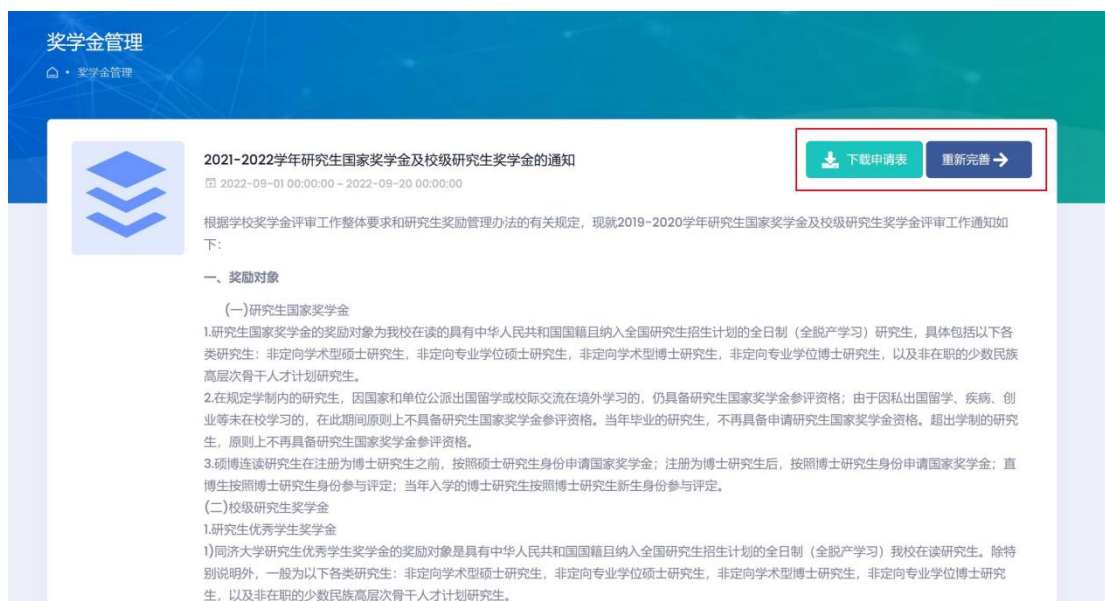 奖学金管理
• 奖学金管理
2021-2022学年研究生国家奖学金及校级研究生奖学金的通知
2022-09-01 00:00:00 - 2022-09-20 00:00:00
下载申请表
重新完善→
根据学校奖学金评审工作整体要求和研究生奖励管理办法的有关规定，现就2019-2020学年研究生国家奖学金及校级研究生奖学金评审工作通知如
下：
一、奖励对象
(一)研究生国家奖学金
1.研究生国家奖学金的奖励对象为我校在读的具有中华人民共和国国籍且纳入全国研究生招生计划的全日制（全脱产学习）研究生，具体包括以下各
类研究生：非定向学术型硕士研究生，非定向专业学位硕士研究生，非定向学术型博士研究生，非定向专业学位博士研究生，以及非在职的少数民族
高层次骨干人才计划研究生。
2.在规定学制内的研究生，因国家和单位公派出国留学或校际交流在境外学习的，仍具备研究生国家奖学金参评资格；由于因私出国留学、疾病、创
业等未在校学习的，在此期间原则上不具备研究生国家奖学金参评资格。当年毕业的研究生，不再具备申请研究生国家奖学金资格。超出学制的研究
生，原则上不再具备研究生国家奖学金参评资格。
3.硕博连读研究生在注册为博士研究生之前，按照硕士研究生身份申请国家奖学金；注册为博士研究生后，按照博士研究生身份申请国家奖学金；直
博生按照博士研究生身份参与评定；当年入学的博士研究生按照博士研究生新生身份参与评定。
(二)校级研究生奖学金
1.研究生优秀学生奖学金
1)同济大学研究生优秀学生奖学金的奖励对象是具有中华人民共和国国籍且纳入全国研究生招生计划的全日制（全脱产学习）我校在读研究生。除特
别说明外，一般为以下各类研究生：非定向学术型硕士研究生，非定向专业学位硕士研究生，非定向学术型博士研究生，非定向专业学位博士研究
生，以及非在职的少数民族高层次骨干人才计划研究生。